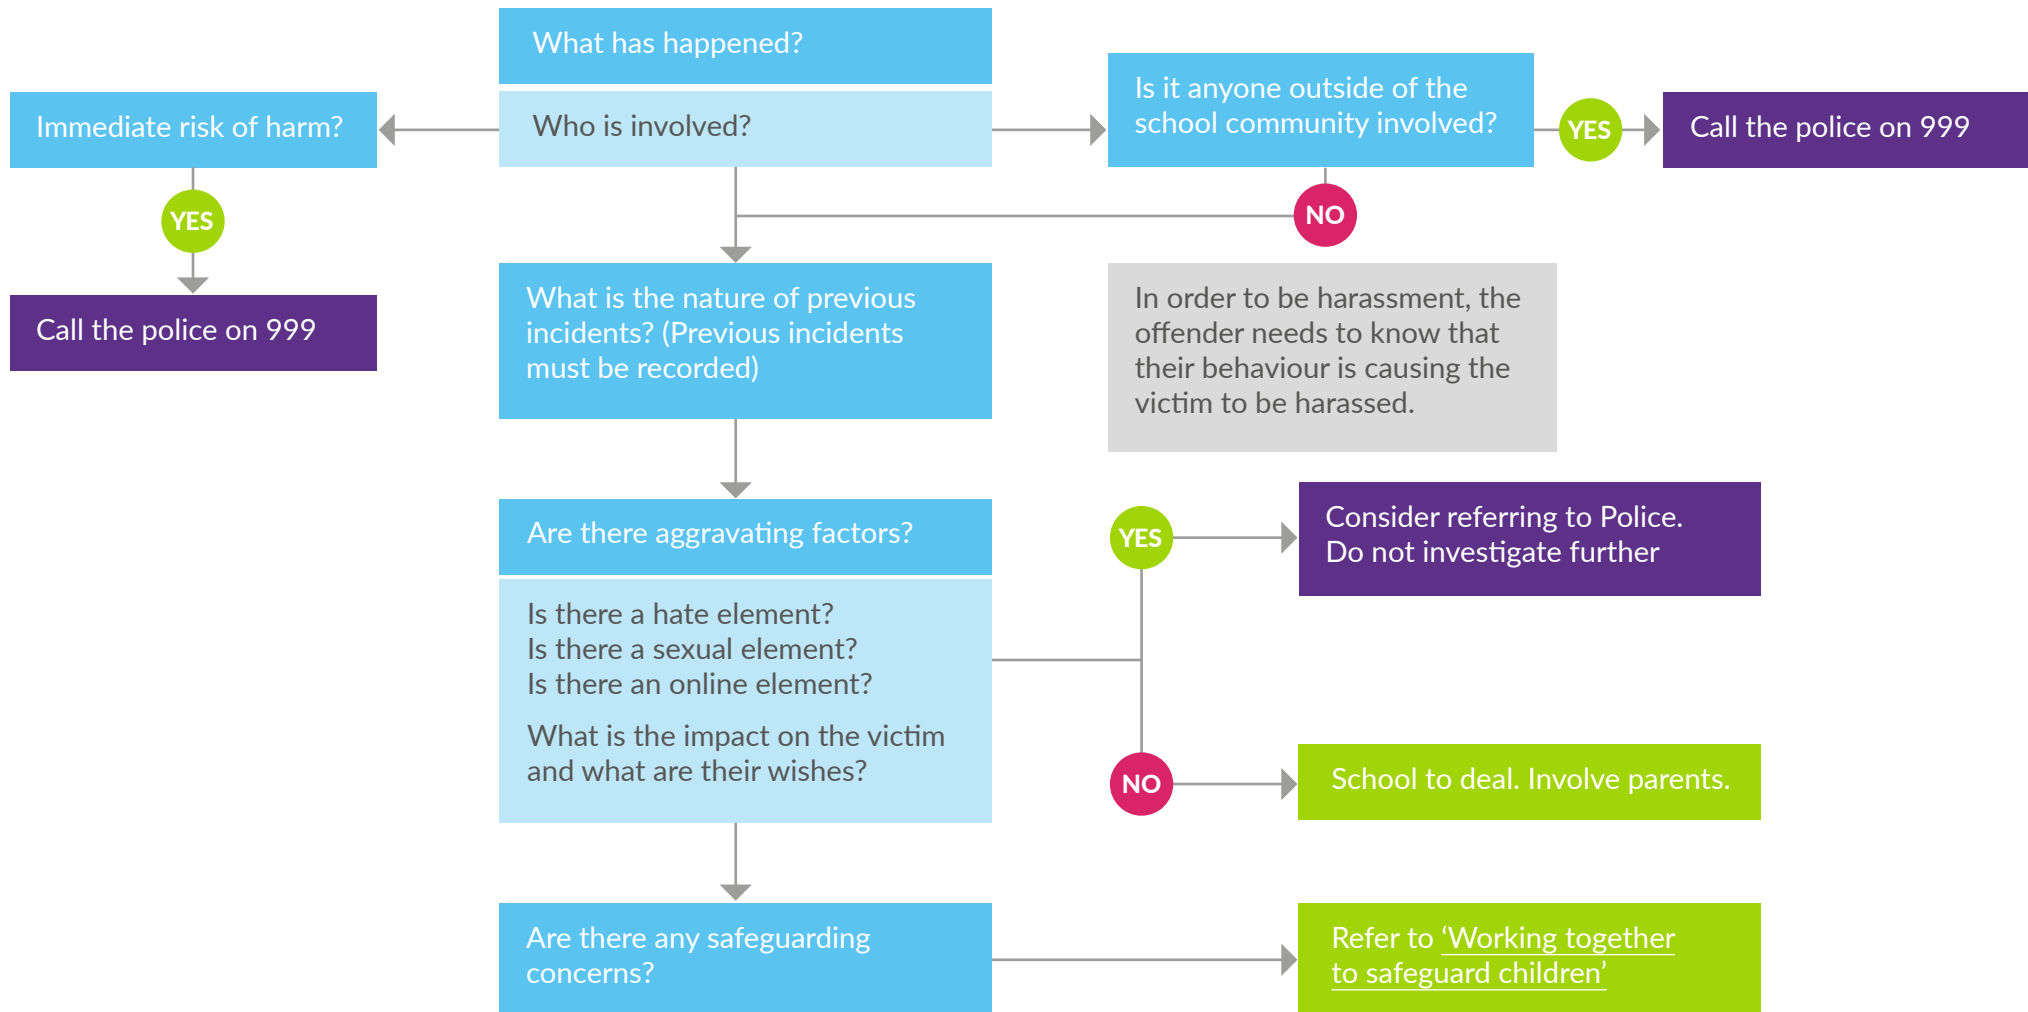 What has happened?
Who is involved?
Immediate risk of harm?
YES
Call the police on 999
Is it anyone outside of the
school community involved?
YES
Call the police on 999
NO
What is the nature of previous
incidents? (Previous incidents
must be recorded)
In order to be harassment, the
offender needs to know that
their behaviour is causing the
victim to be harassed.
Are there aggravating factors?
Is there a hate element?
Is there a sexual element?
Is there an online element?
What is the impact on the victim
and what are their wishes?
YES
Consider referring to Police.
Do not investigate further
NO
School to deal. Involve parents.
Are there any safeguarding
concerns?
Refer to ‘Working together
to safeguard children’